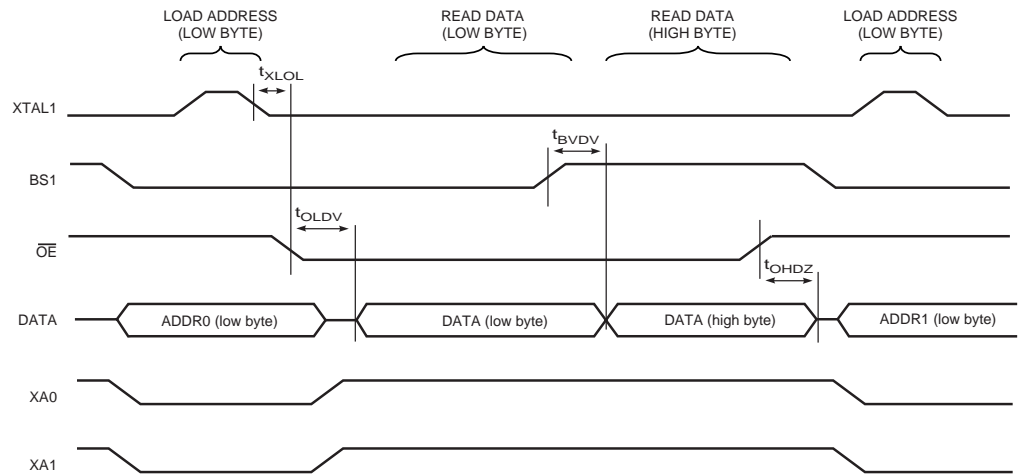 LOAD ADDRESS
(LOW BYTE)
READ DATA
(LOW BYTE)
READ DATA
(HIGH BYTE)
LOAD ADDRESS
(LOW BYTE)
tXLOL
XTAL1
tBVDV
BS1
tOLDV
OE
tOHDZ
DATA
ADDR0 (low byte)
DATA (low byte)
DATA (high byte)
ADDR1 (low byte)
XA0
XA1